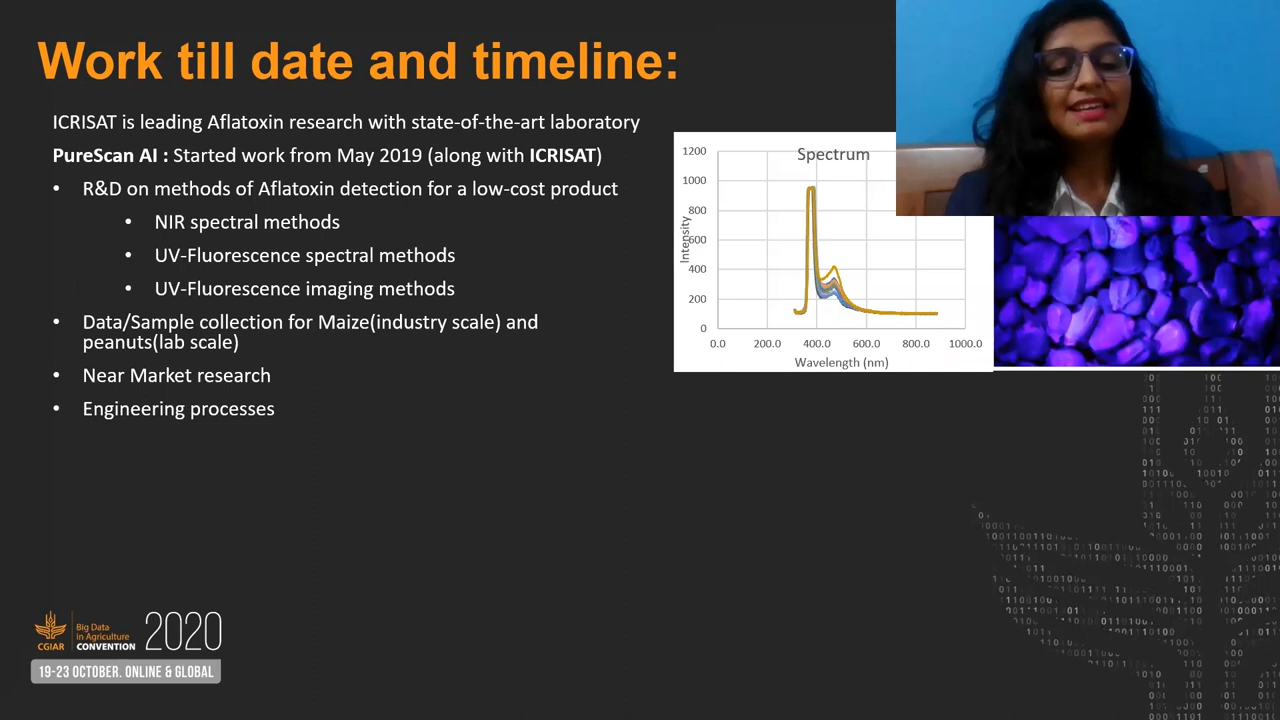 Work till date and timeline:
ICRISAT is leading Aflatoxin research with state-of-the-art laboratory
PureScan AI : Started work from May 2019 (along with ICRISAT)
• R&D on methods of Aflatoxin detection for a low-cost product
• NIR spectral methods
• UV-Fluorescence spectral methods
• UV-Fluorescence imaging methods
• Data/Sample collection for Maize(industry scale) and
peanuts(lab scale)
• Near Market research
• Engineering processes
Spectrum
Intensity
1200
1000
800
600
400
200
0
0.0 200.0 400.0 600.0 800.0 1000.0
Wavelength (nm)
CGIAR
Big Data
in Agriculture
CONVENTION
2020
19-23 OCTOBER. ONLINE & GLOBAL